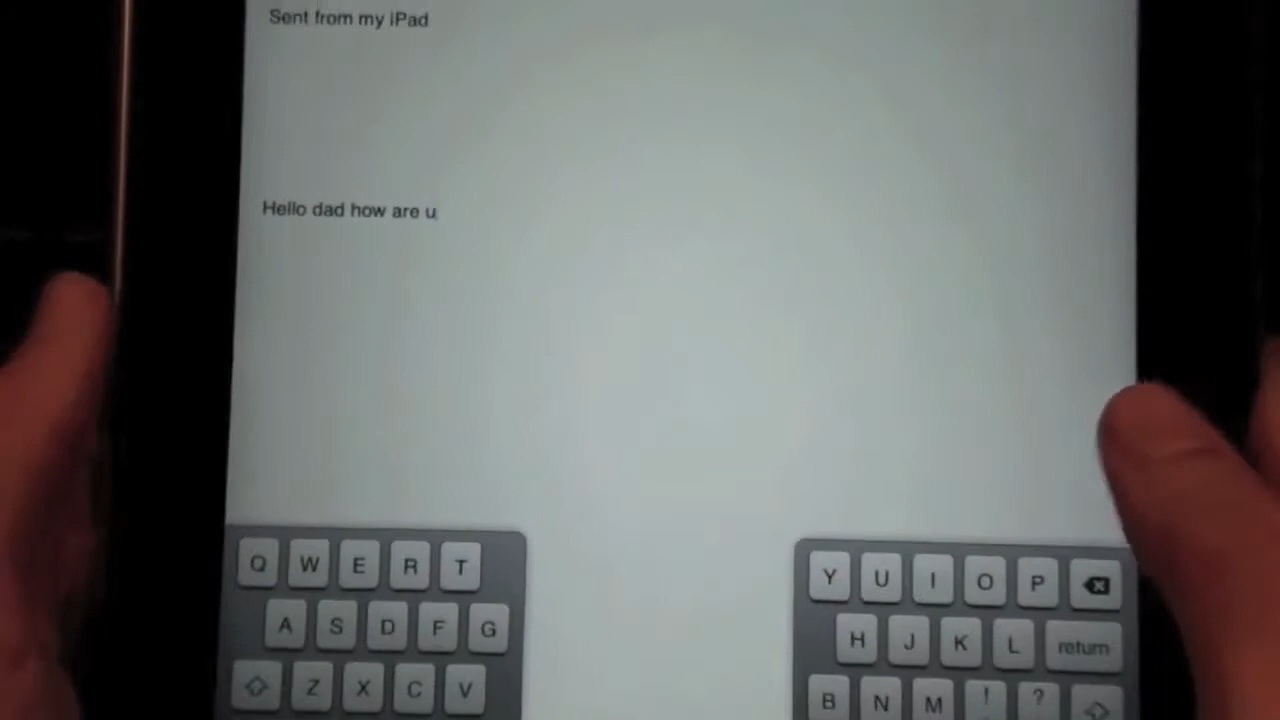 Sent from my iPad
Hello dad how are u
Q W E R T
Y U I O P
A S D F G
H J K L return
Z X C V
B N M ! ?